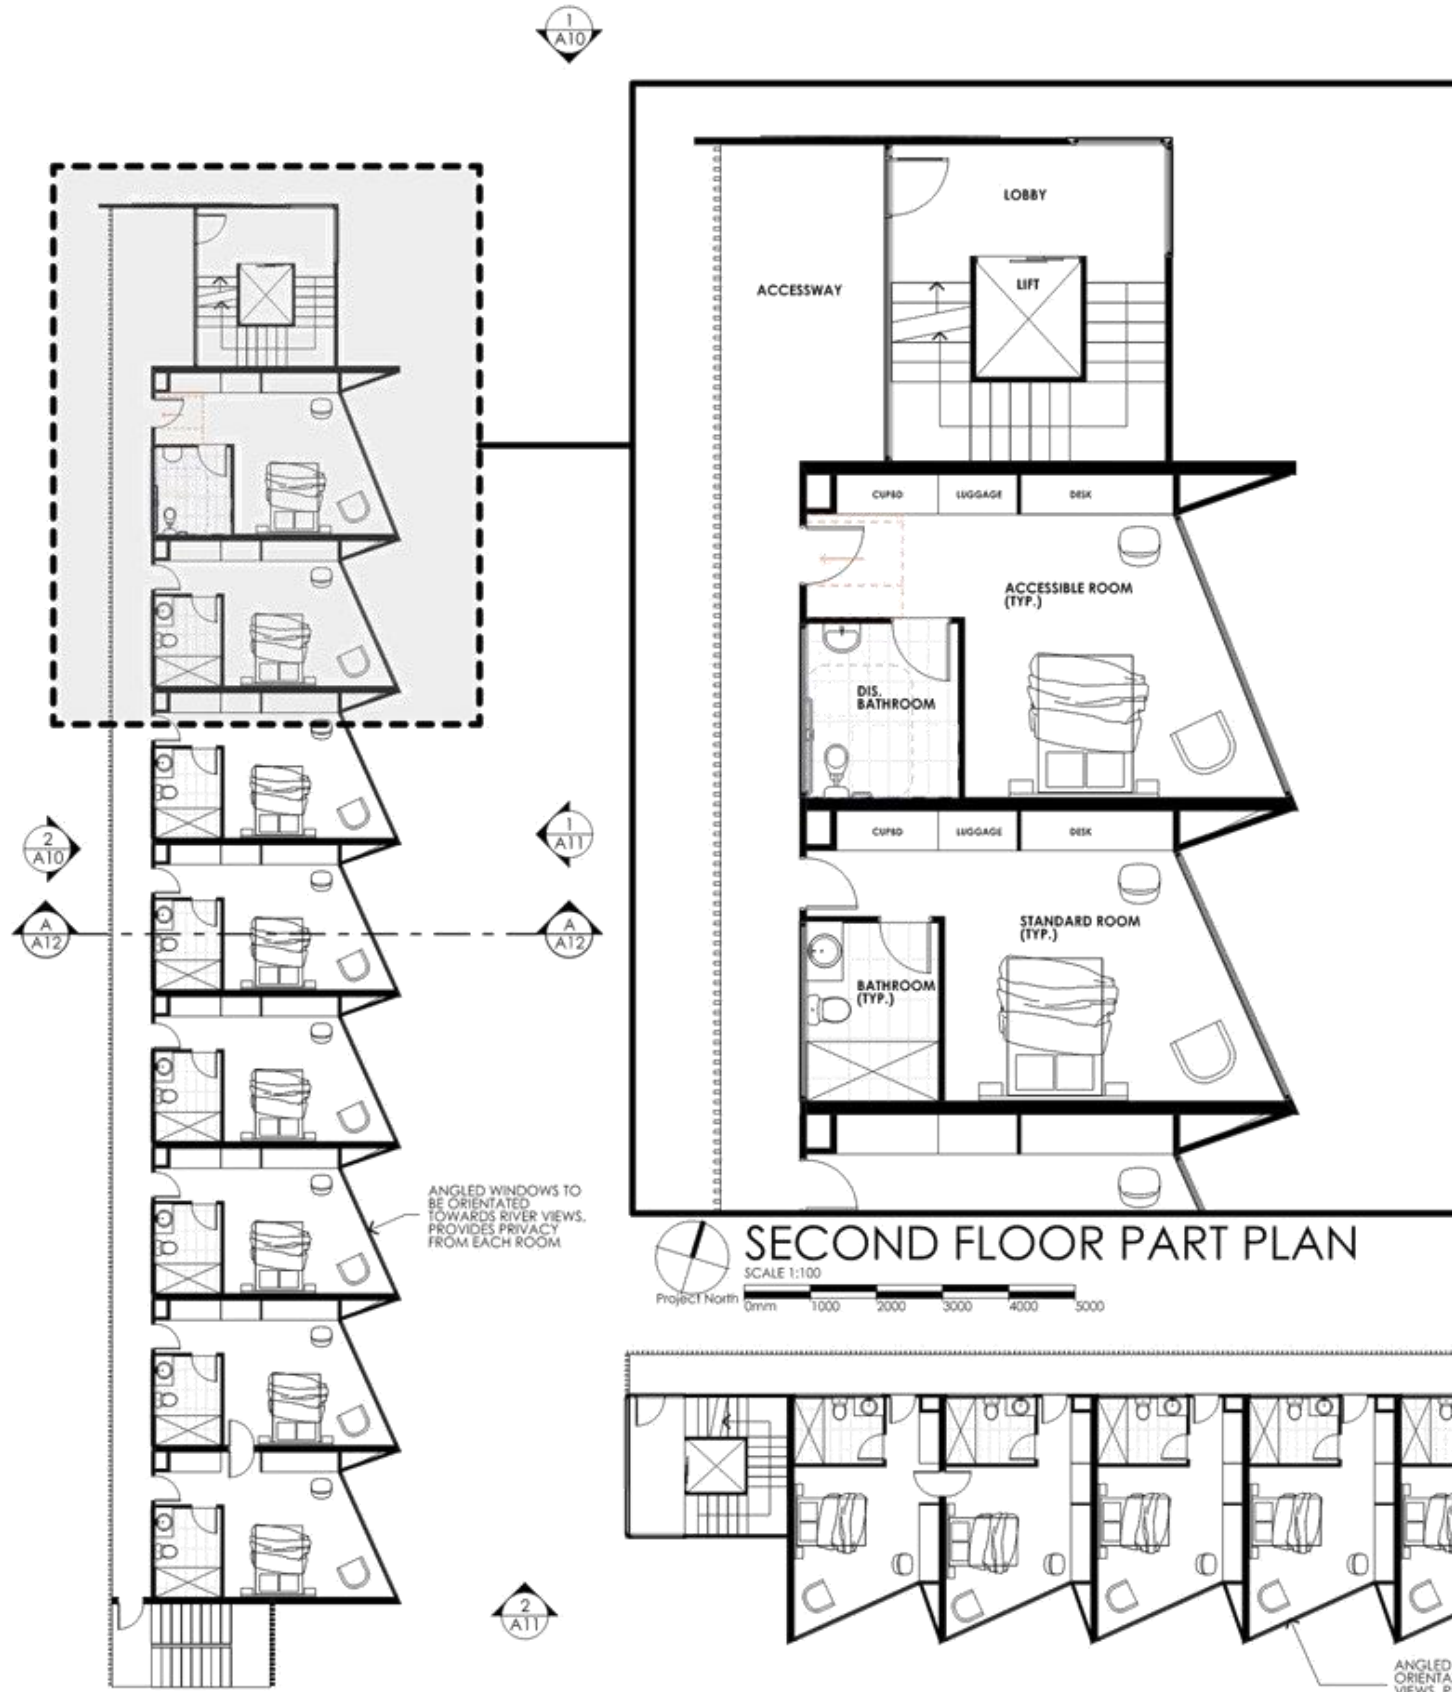 1
A10
LOBBY
LIFT
ACCESSWAY
CUPBD
LUGGAGE
DESK
ACCESSIBLE ROOM
(TYP.)
DIS.
BATHROOM
CUPBD
LUGGAGE
DESK
STANDARD ROOM
(TYP.)
BATHROOM
(TYP.)
2
A10
1
A11
A
A12
A
A12
ANGLED WINDOWS TO
BE ORIENTATED
TOWARDS RIVER VIEWS.
PROVIDES PRIVACY
FROM EACH ROOM
SECOND FLOOR PART PLAN
SCALE 1:100
Project North
0mm 1000 2000 3000 4000 5000
2
A11
ANGLED
ORIENTA
VIEWS. P